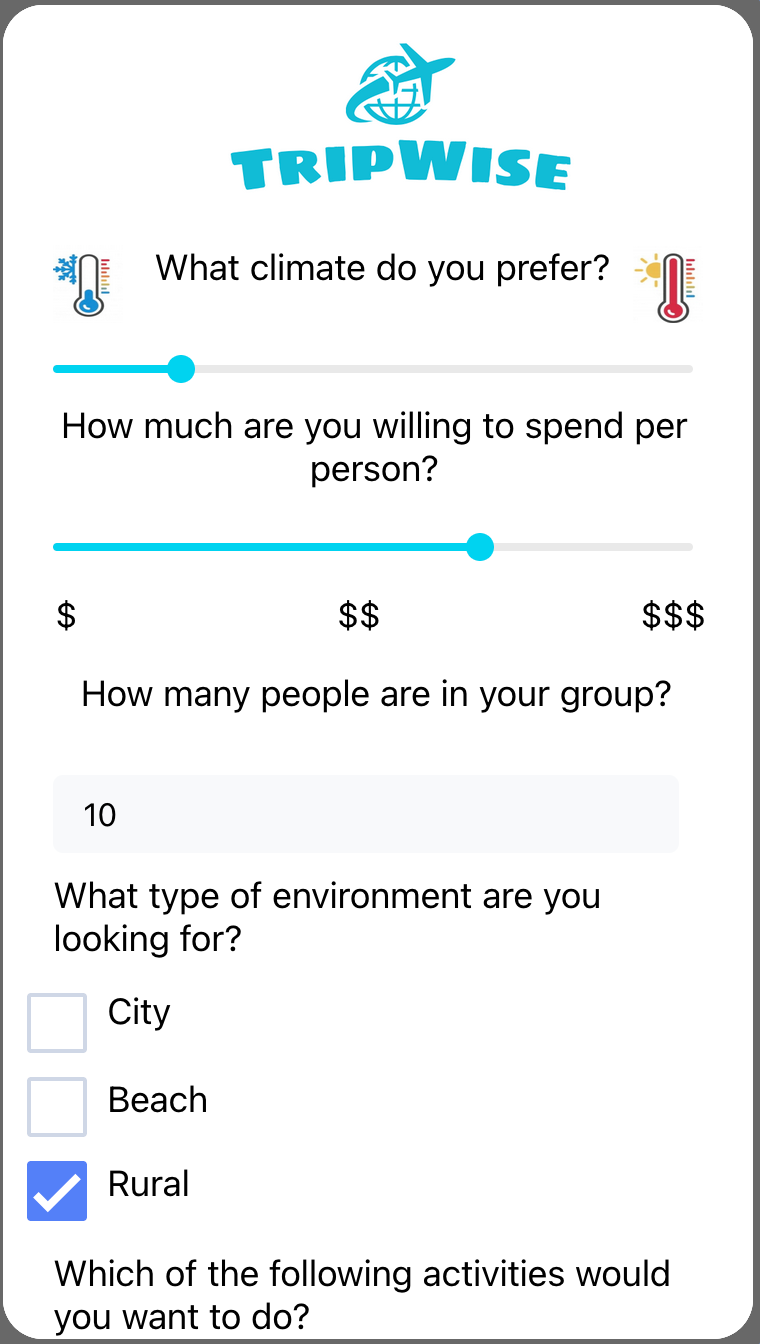 TRIPWISE
What climate do you prefer?
How much are you willing to spend per
person?
$ $$ $$$
How many people are in your group?
10
What type of environment are you
looking for?
City
Beach
Rural
Which of the following activities would
you want to do?